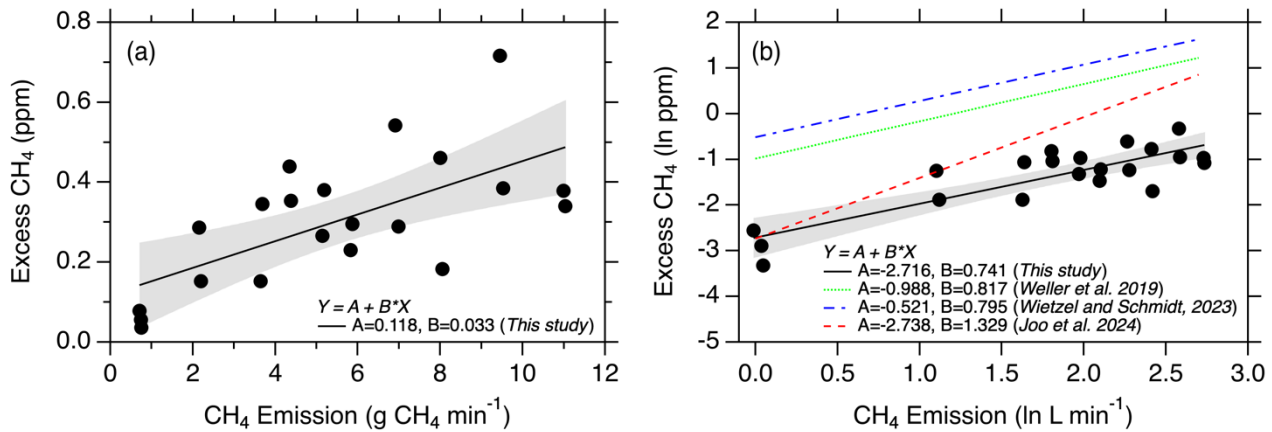 (a)
0.8
0.6
0.4
0.2
0.0
Excess CH₄ (ppm)
0 2 4 6 8 10 12
CH₄ Emission (g CH₄ min⁻¹)
Y = A + B*X
A=0.118, B=0.033 (This study)
(b)
2
1
0
-1
-2
-3
-4
-5
Excess CH₄ (ln ppm)
0.0 0.5 1.0 1.5 2.0 2.5 3.0
CH₄ Emission (ln L min⁻¹)
Y = A + B*X
A=-2.716, B=0.741 (This study)
A=-0.988, B=0.817 (Weller et al. 2019)
A=-0.521, B=0.795 (Wietzel and Schmidt, 2023)
A=-2.738, B=1.329 (Joo et al. 2024)